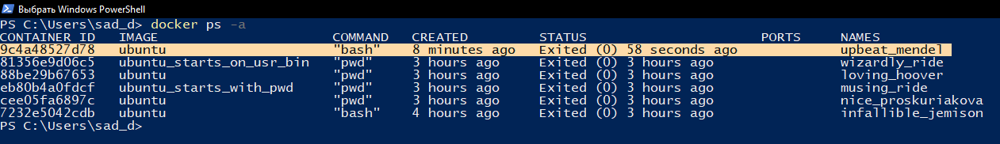 Выбрать Windows PowerShell
PS C:\Users\sad_d> docker ps -a
CONTAINER ID   IMAGE                      COMMAND   CREATED         STATUS                      PORTS     NAMES
9c4a48527d78   ubuntu                     "bash"    8 minutes ago   Exited (0) 58 seconds ago             upbeat_mendel
81356e9d06c5   ubuntu_starts_on_usr_bin   "pwd"     3 hours ago     Exited (0) 3 hours ago                wizardly_ride
88be29b67653   ubuntu                     "pwd"     3 hours ago     Exited (0) 3 hours ago                loving_hoover
eb80b4a0fdcf   ubuntu_starts_with_pwd     "pwd"     3 hours ago     Exited (0) 3 hours ago                musing_ride
cee05fa6897c   ubuntu                     "pwd"     3 hours ago     Exited (0) 3 hours ago                nice_proskuriakova
7232e5042cdb   ubuntu                     "bash"    4 hours ago     Exited (0) 3 hours ago                infallible_jemison
PS C:\Users\sad_d>